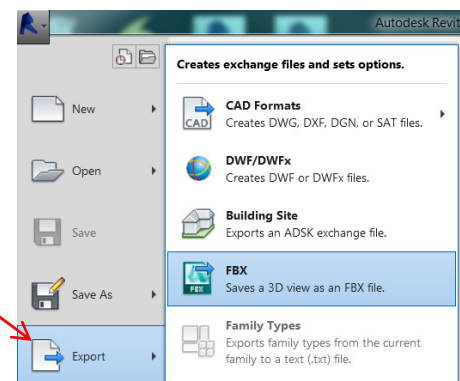 Autodesk Revit
Creates exchange files and sets options.
New
Open
Save
Save As
Export
CAD
CAD Formats
Creates DWG, DXF, DGN, or SAT files.
DWF/DWFx
Creates DWF or DWFx files.
Building Site
Exports an ADSK exchange file.
FBX
FBX
Saves a 3D view as an FBX file.
Family Types
Exports family types from the current
family to a text (.txt) file.